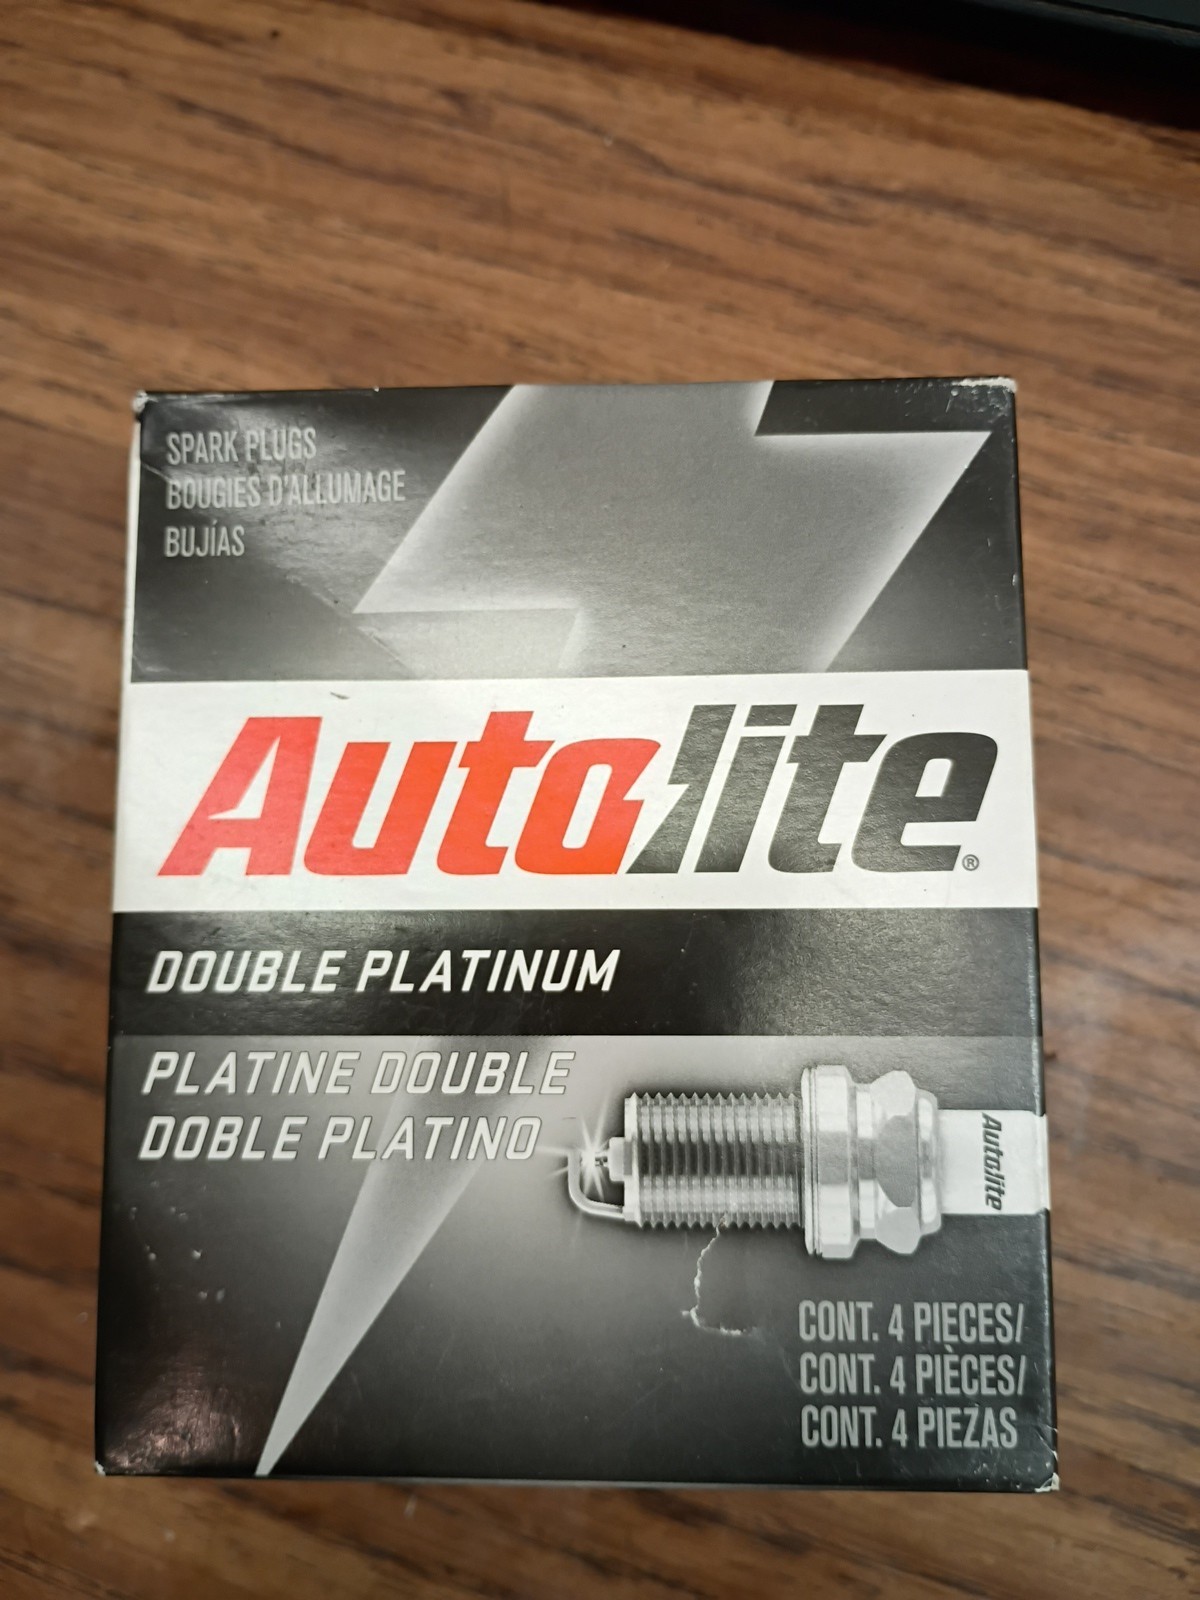 SPARK PLUGS
BOUGIES D'ALLUMAGE
BUJÍAS
Autolite®
DOUBLE PLATINUM
PLATINE DOUBLE
DOBLE PLATINO
Autolite
CONT. 4 PIECES/
CONT. 4 PIÈCES/
CONT. 4 PIEZAS